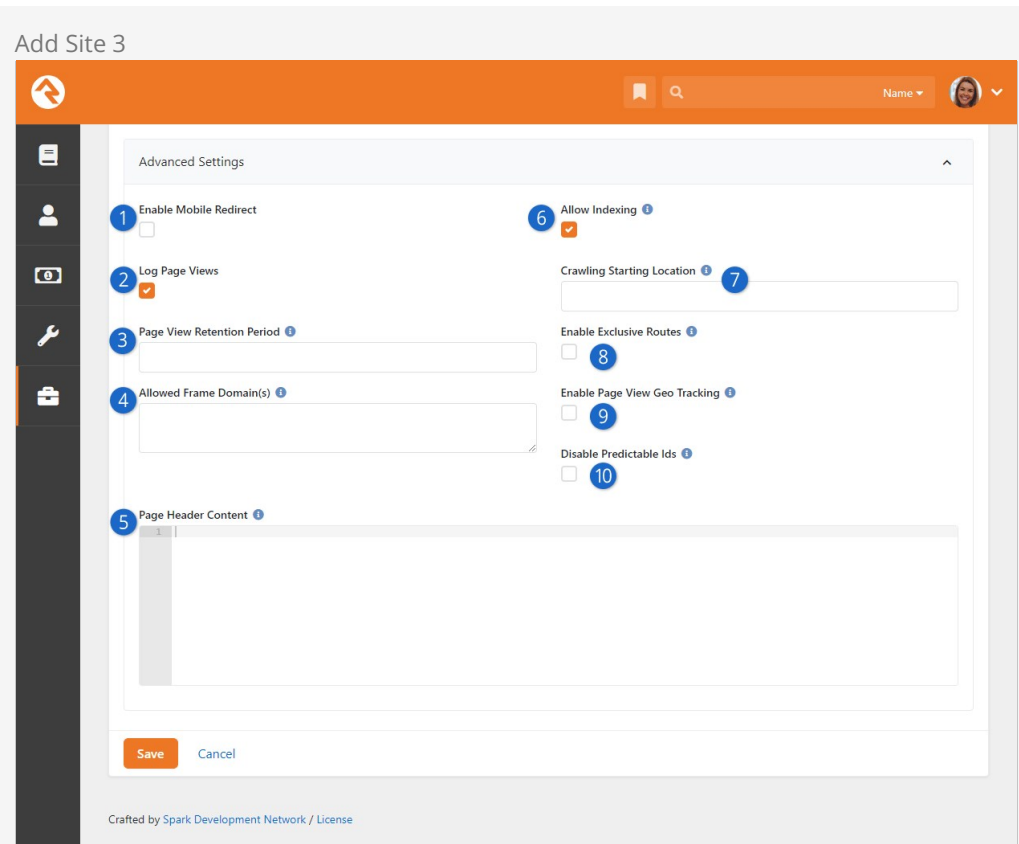 Add Site 3
Name
Advanced Settings
1 Enable Mobile Redirect
6 Allow Indexing
2 Log Page Views
Crawling Starting Location 7
3 Page View Retention Period
Enable Exclusive Routes
8
4 Allowed Frame Domain(s)
Enable Page View Geo Tracking
9
Disable Predictable Ids
10
5 Page Header Content
1
Save Cancel
Crafted by Spark Development Network / License